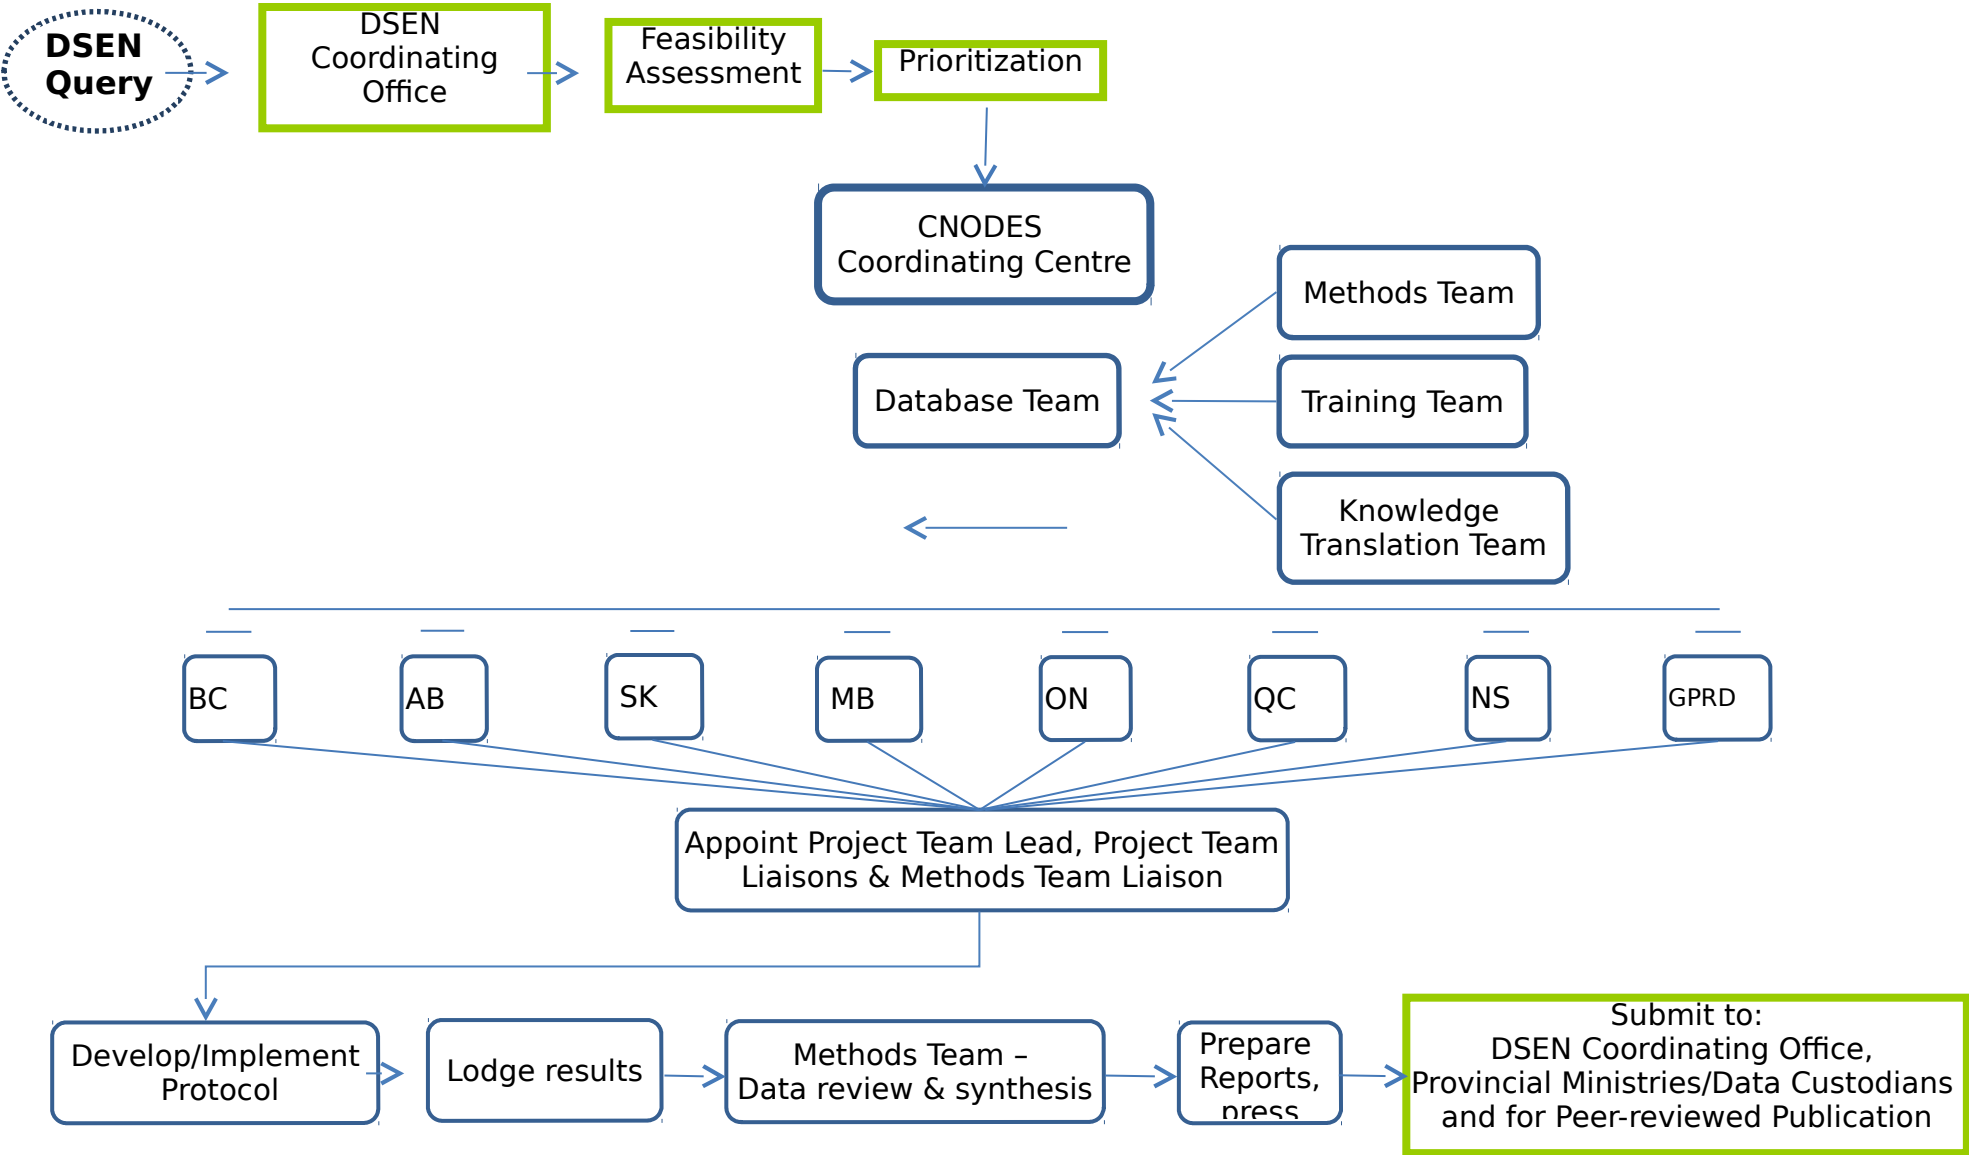 DSEN
Query
DSEN
Coordinating
Office
Feasibility
Assessment
Prioritization
CNODES
Coordinating Centre
Methods Team
Database Team
Training Team
Knowledge
Translation Team
BC
AB
SK
MB
ON
QC
NS
GPRD
Appoint Project Team Lead, Project Team
Liaisons & Methods Team Liaison
Develop/Implement
Protocol
Lodge results
Methods Team –
Data review & synthesis
Prepare
Reports,
press
Submit to:
DSEN Coordinating Office,
Provincial Ministries/Data Custodians
and for Peer-reviewed Publication